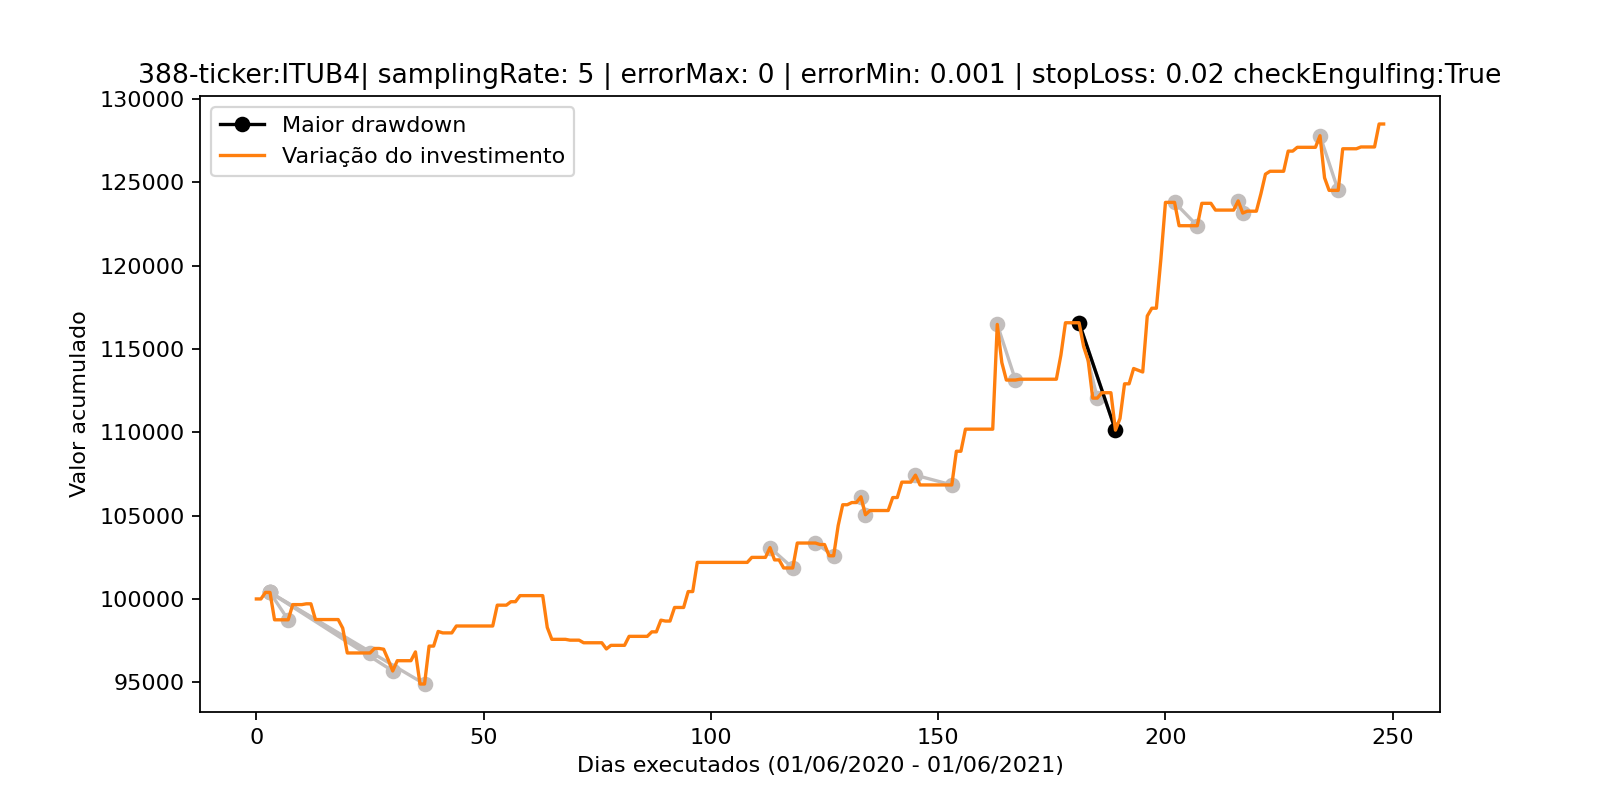 388-ticker:ITUB4| samplingRate: 5 | errorMax: 0 | errorMin: 0.001 | stopLoss: 0.02 checkEngulfing:True
Maior drawdown
Variação do investimento
Valor acumulado
130000
125000
120000
115000
110000
105000
100000
95000
0 50 100 150 200 250
Dias executados (01/06/2020 - 01/06/2021)